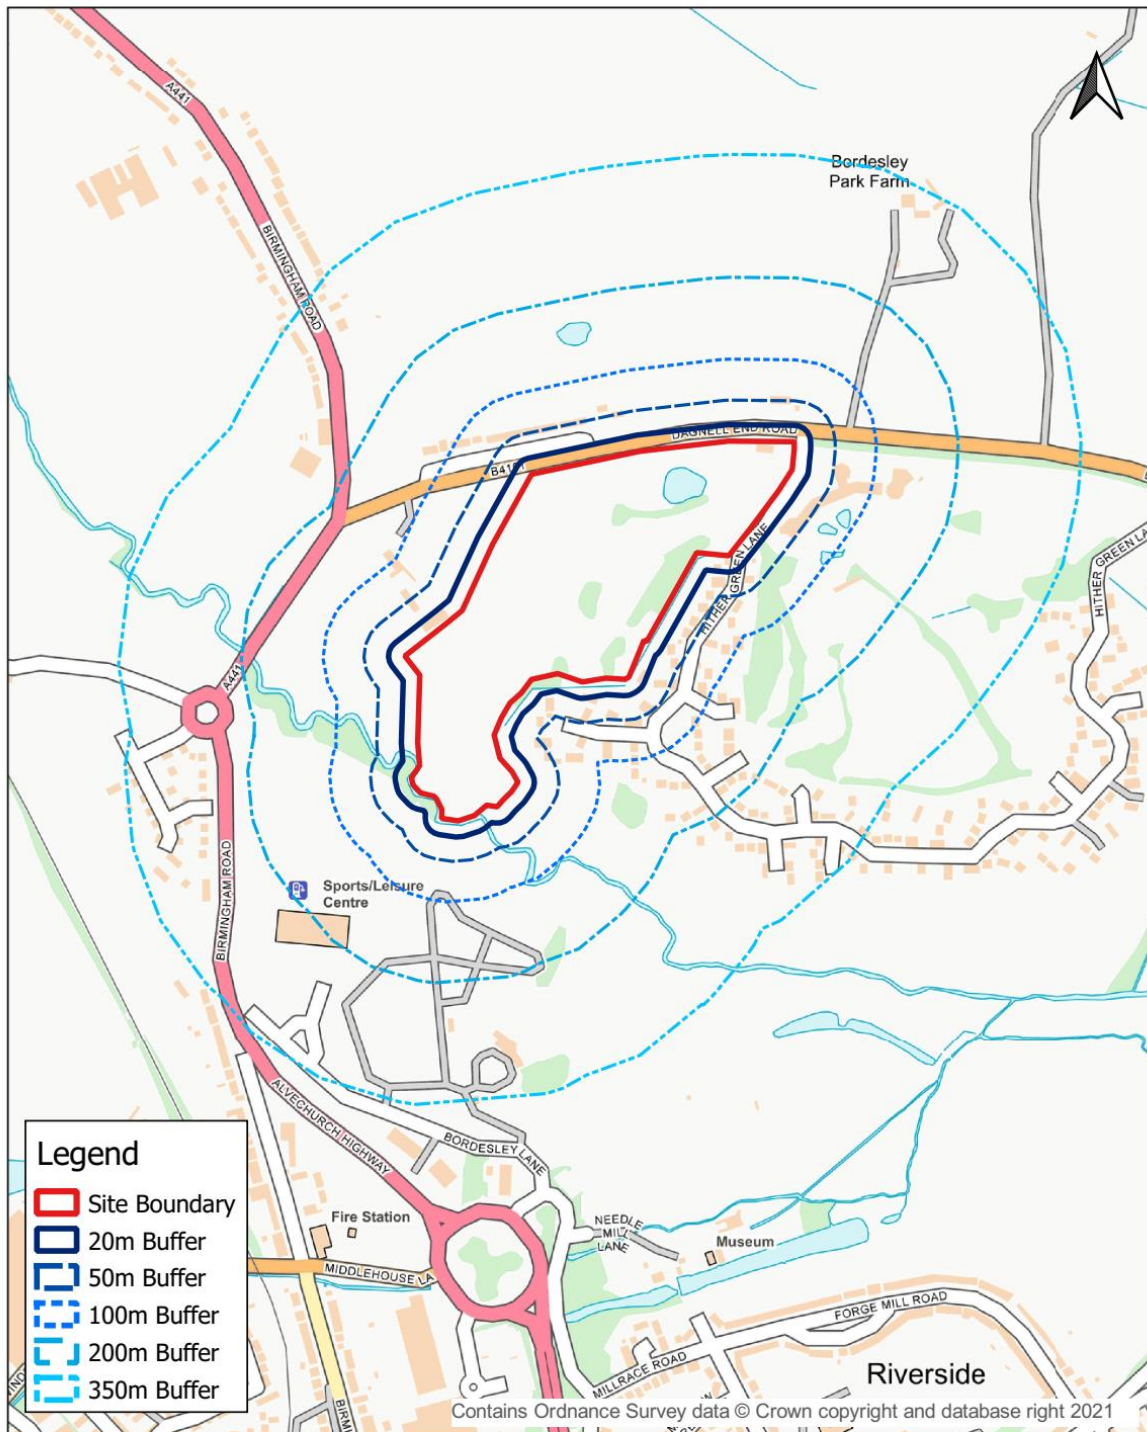 A441
BIRMINGHAM ROAD
Bordesley
Park Farm
DAGNELL END ROAD
HITHER GREEN LANE
HITHER GREEN LA
A441
BIRMINGHAM ROAD
Sports/Leisure
Centre
ALVECHURCH HIGHWAY
BORDESLEY LANE
Fire Station
NEEDLE
MILL
LANE
Museum
MIDDLEHOUSE LA
FORGE MILL ROAD
MILLRACE ROAD
Riverside
Legend
Site Boundary
20m Buffer
50m Buffer
100m Buffer
200m Buffer
350m Buffer
Contains Ordnance Survey data © Crown copyright and database right 2021